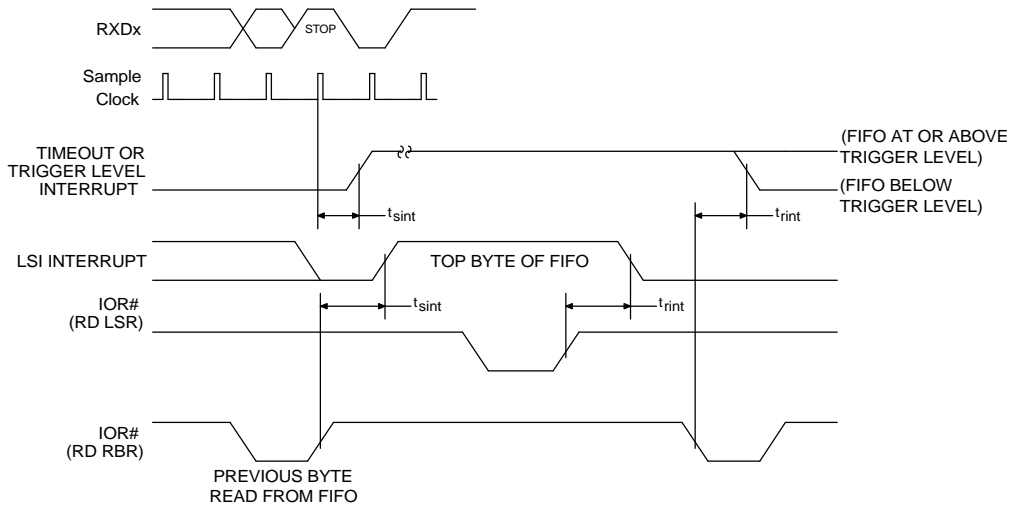 RXDx
STOP
Sample
Clock
TIMEOUT OR
TRIGGER LEVEL
INTERRUPT
(FIFO AT OR ABOVE
TRIGGER LEVEL)
(FIFO BELOW
TRIGGER LEVEL)
tsint
trint
LSI INTERRUPT
TOP BYTE OF FIFO
IOR#
(RD LSR)
tsint
trint
IOR#
(RD RBR)
PREVIOUS BYTE
READ FROM FIFO